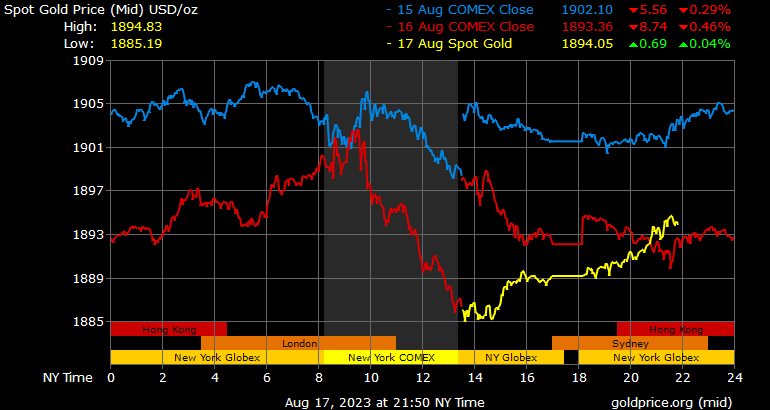 Spot Gold Price (Mid) USD/oz - 15 Aug COMEX Close 1902.10 ▼5.56 ▼0.29%
High: 1894.83 - 16 Aug COMEX Close 1893.36 ▼8.74 ▼0.46%
Low: 1885.19 - 17 Aug Spot Gold 1894.05 ▲0.69 ▲0.04%
1909
1905
1901
1897
1893
1889
1885
Hong Kong Hong Kong
London Sydney
New York Globex New York COMEX NY Globex New York Globex
NY Time 0 2 4 6 8 10 12 14 16 18 20 22 24
Aug 17, 2023 at 21:50 NY Time goldprice.org (mid)